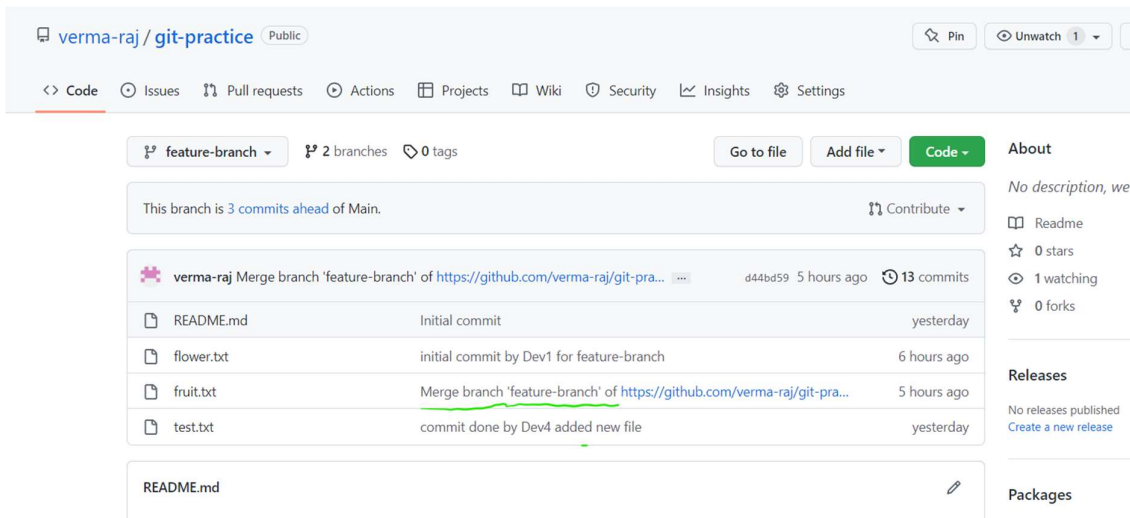 verma-raj / git-practice Public
Pin
Unwatch 1
Code Issues Pull requests Actions Projects Wiki Security Insights Settings
feature-branch 2 branches 0 tags Go to file Add file Code
This branch is 3 commits ahead of Main. Contribute
verma-raj Merge branch 'feature-branch' of https://github.com/verma-raj/git-pra... ... d44bd59 5 hours ago 13 commits
README.md Initial commit yesterday
flower.txt initial commit by Dev1 for feature-branch 6 hours ago
fruit.txt Merge branch 'feature-branch' of https://github.com/verma-raj/git-pra... 5 hours ago
test.txt commit done by Dev4 added new file yesterday
README.md
About
No description, we
Readme
0 stars
1 watching
0 forks
Releases
No releases published
Create a new release
Packages